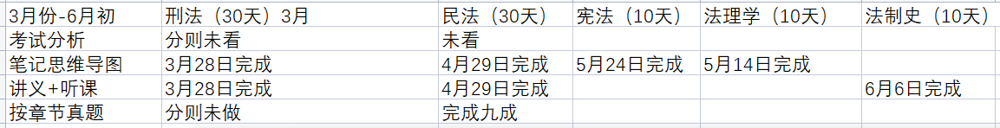 3月份-6月初 刑法（30天）3月 民法（30天） 宪法（10天） 法理学（10天） 法制史（10天）
考试分析 分则未看 未看
笔记思维导图 3月28日完成 4月29日完成 5月24日完成 5月14日完成
讲义+听课 3月28日完成 4月29日完成 6月6日完成
按章节真题 分则未做 完成九成